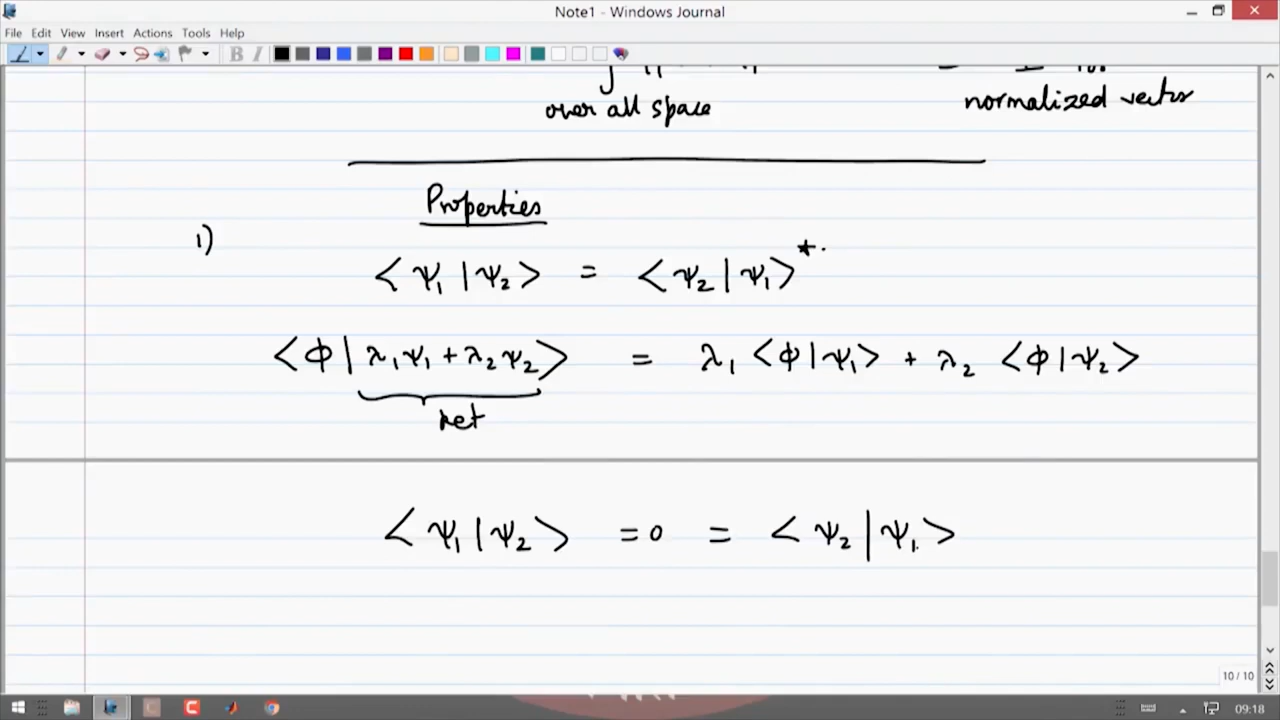 Note1 - Windows Journal
File Edit View Insert Actions Tools Help
over all space
normalized vector
Properties
1)
< ψ₁ | ψ₂ > = < ψ₂ | ψ₁ >*
< ϕ | λ₁ψ₁ + λ₂ψ₂ > = λ₁ < ϕ | ψ₁ > + λ₂ < ϕ | ψ₂ >
ket
< ψ₁ | ψ₂ > = 0 = < ψ₂ | ψ₁ >
10 / 10
09:18